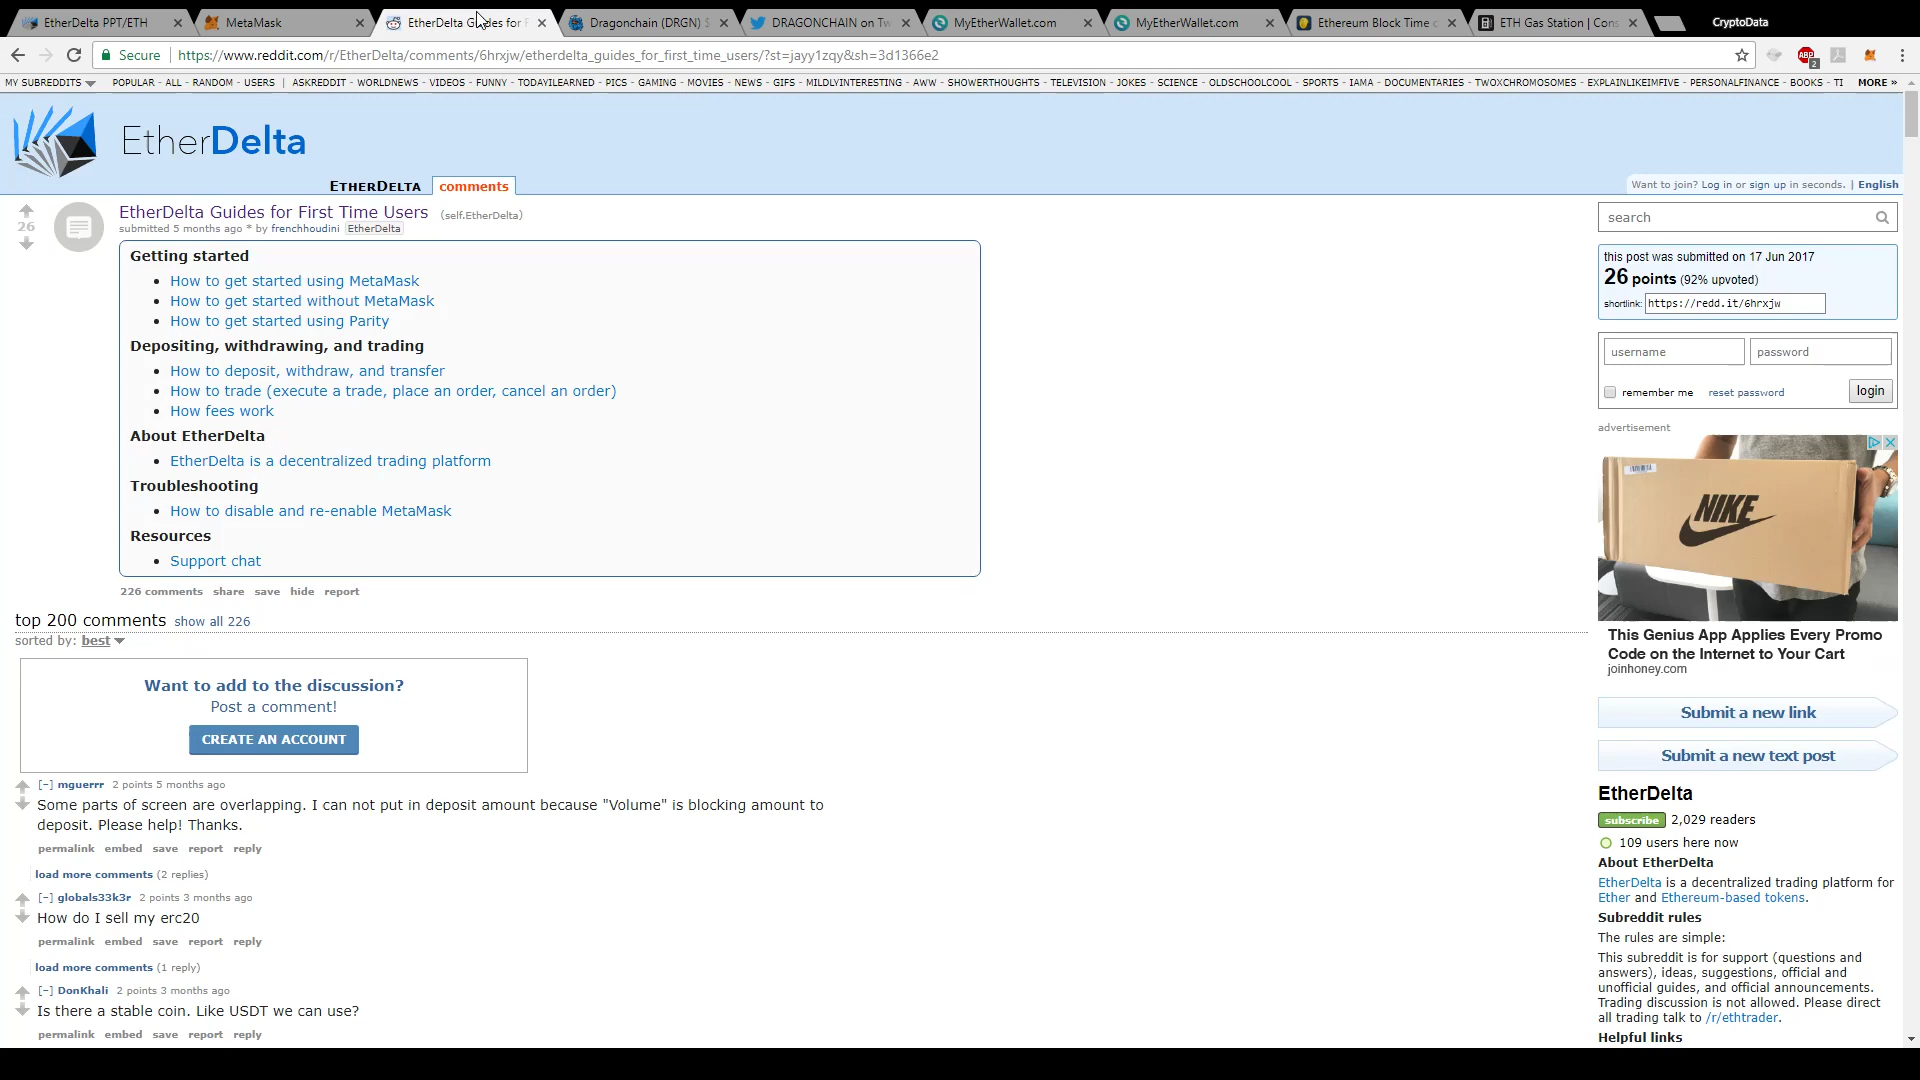 EtherDelta PPT/ETH
MetaMask
EtherDelta Guides for F
Dragonchain (DRGN) $
DRAGONCHAIN on Tw
MyEtherWallet.com
MyEtherWallet.com
Ethereum Block Time c
ETH Gas Station | Cons
CryptoData
Secure https://www.reddit.com/r/EtherDelta/comments/6hrxjw/etherdelta_guides_for_first_time_users/?st=jayy1zqy&sh=3d1366e2
ABP 2
MY SUBREDDITS POPULAR - ALL - RANDOM - USERS | ASKREDDIT - WORLDNEWS - VIDEOS - FUNNY - TODAYILEARNED - PICS - GAMING - MOVIES - NEWS - GIFS - MILDLYINTERESTING - AWW - SHOWERTHOUGHTS - TELEVISION - JOKES - SCIENCE - OLDSCHOOLCOOL - SPORTS - IAMA - DOCUMENTARIES - TWOXCHROMOSOMES - EXPLAINLIKEIMFIVE - PERSONALFINANCE - BOOKS - TI MORE »
EtherDelta
ETHERDELTA comments
Want to join? Log in or sign up in seconds. | English
26
EtherDelta Guides for First Time Users (self.EtherDelta)
submitted 5 months ago * by frenchhoudini EtherDelta
Getting started
• How to get started using MetaMask
• How to get started without MetaMask
• How to get started using Parity
Depositing, withdrawing, and trading
• How to deposit, withdraw, and transfer
• How to trade (execute a trade, place an order, cancel an order)
• How fees work
About EtherDelta
• EtherDelta is a decentralized trading platform
Troubleshooting
• How to disable and re-enable MetaMask
Resources
• Support chat
226 comments share save hide report
top 200 comments show all 226
sorted by: best
Want to add to the discussion?
Post a comment!
CREATE AN ACCOUNT
[–] mguerrr 2 points 5 months ago
Some parts of screen are overlapping. I can not put in deposit amount because "Volume" is blocking amount to
deposit. Please help! Thanks.
permalink embed save report reply
load more comments (2 replies)
[–] globals33k3r 2 points 3 months ago
How do I sell my erc20
permalink embed save report reply
load more comments (1 reply)
[–] DonKhali 2 points 3 months ago
Is there a stable coin. Like USDT we can use?
permalink embed save report reply
search
this post was submitted on 17 Jun 2017
26 points (92% upvoted)
shortlink: https://redd.it/6hrxjw
username password
remember me reset password login
advertisement
NIKE
This Genius App Applies Every Promo
Code on the Internet to Your Cart
joinhoney.com
Submit a new link
Submit a new text post
EtherDelta
subscribe 2,029 readers
109 users here now
About EtherDelta
EtherDelta is a decentralized trading platform for
Ether and Ethereum-based tokens.
Subreddit rules
The rules are simple:
This subreddit is for support (questions and
answers), ideas, suggestions, official and
unofficial guides, and official announcements.
Trading discussion is not allowed. Please direct
all trading talk to /r/ethtrader.
Helpful links